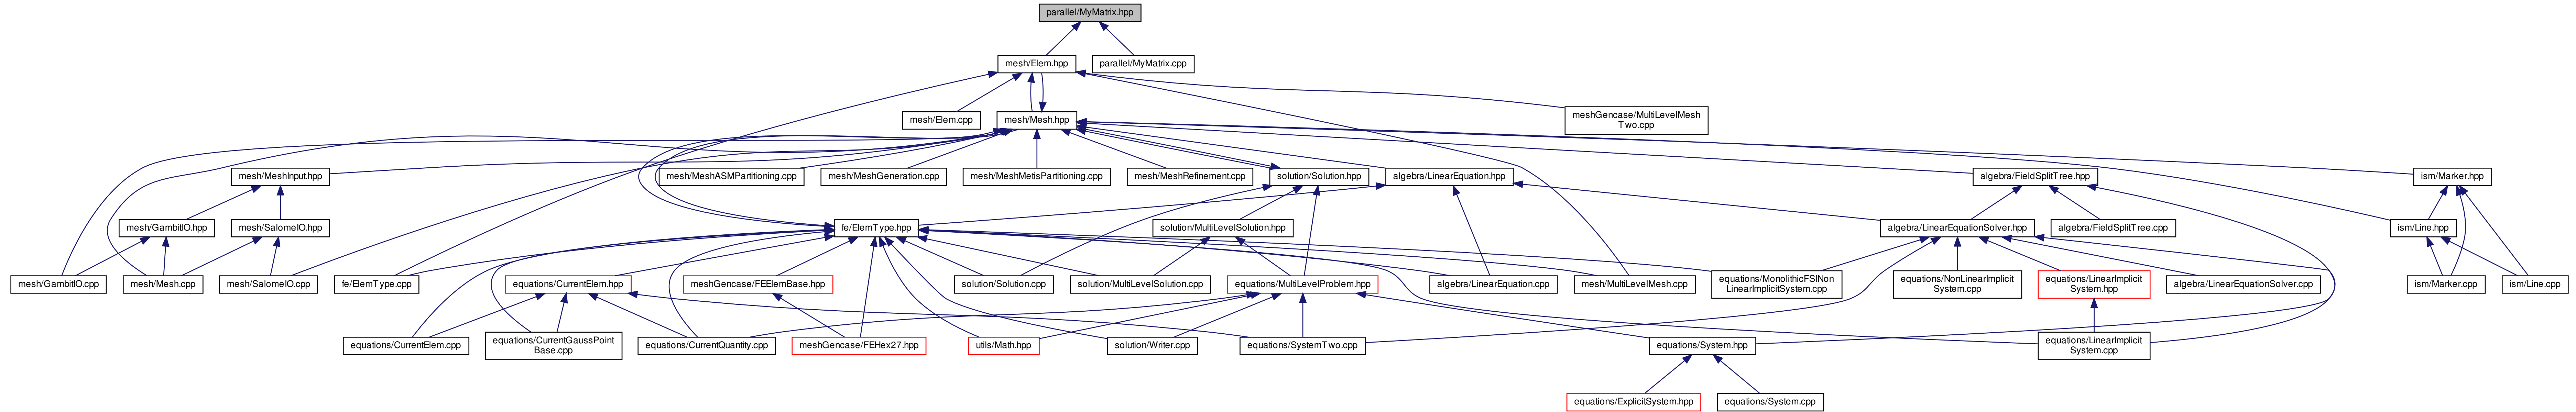 parallel/MyMatrix.hpp
mesh/Elem.hpp
parallel/MyMatrix.cpp
mesh/Elem.cpp
mesh/Mesh.hpp
meshGencase/MultiLevelMesh
Two.cpp
mesh/MeshInput.hpp
mesh/MeshASMPartitioning.cpp
mesh/MeshGeneration.cpp
mesh/MeshMetisPartitioning.cpp
mesh/MeshRefinement.cpp
solution/Solution.hpp
algebra/LinearEquation.hpp
algebra/FieldSplitTree.hpp
ism/Marker.hpp
mesh/GambitIO.hpp
mesh/SalomeIO.hpp
fe/ElemType.hpp
solution/MultiLevelSolution.hpp
algebra/LinearEquationSolver.hpp
algebra/FieldSplitTree.cpp
ism/Line.hpp
mesh/GambitIO.cpp
mesh/Mesh.cpp
mesh/SalomeIO.cpp
fe/ElemType.cpp
equations/CurrentElem.hpp
meshGencase/FEElemBase.hpp
solution/Solution.cpp
solution/MultiLevelSolution.cpp
equations/MultiLevelProblem.hpp
algebra/LinearEquation.cpp
mesh/MultiLevelMesh.cpp
equations/MonolithicFSINon
LinearImplicitSystem.cpp
equations/NonLinearImplicit
System.cpp
equations/LinearImplicit
System.hpp
algebra/LinearEquationSolver.cpp
ism/Marker.cpp
ism/Line.cpp
equations/CurrentElem.cpp
equations/CurrentGaussPoint
Base.cpp
equations/CurrentQuantity.cpp
meshGencase/FEHex27.hpp
utils/Math.hpp
solution/Writer.cpp
equations/SystemTwo.cpp
equations/System.hpp
equations/LinearImplicit
System.cpp
equations/ExplicitSystem.hpp
equations/System.cpp